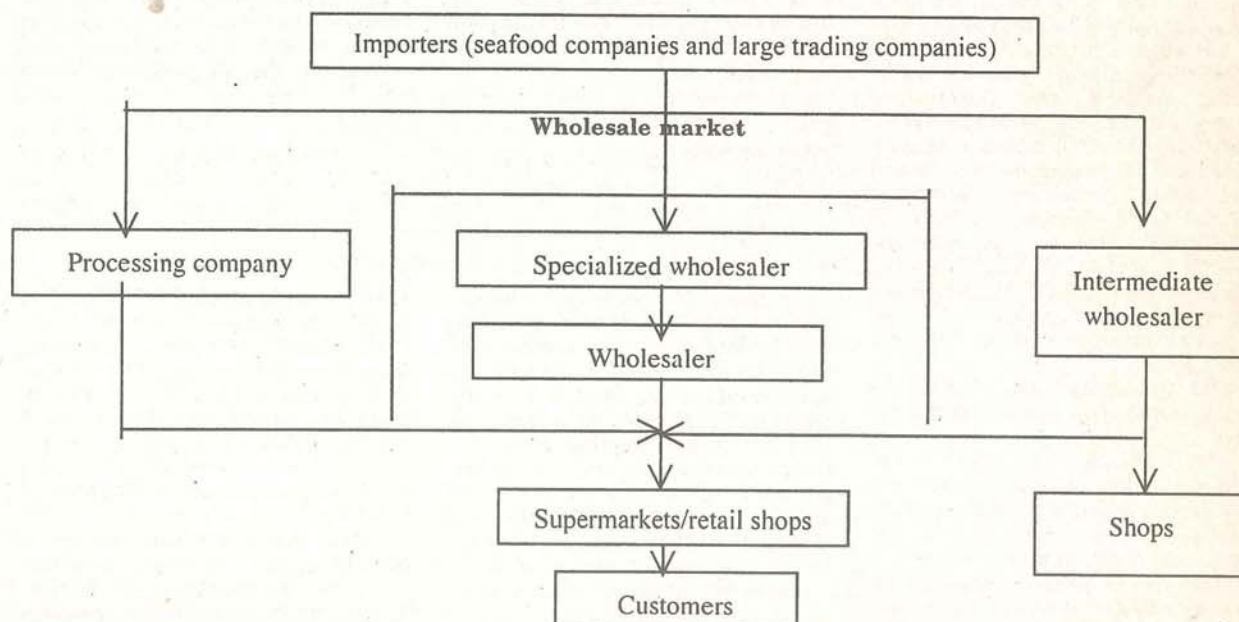 Importers (seafood companies and large trading companies)
Wholesale market
Processing company
Specialized wholesaler
Intermediate
wholesaler
Wholesaler
Supermarkets/retail shops
Shops
Customers